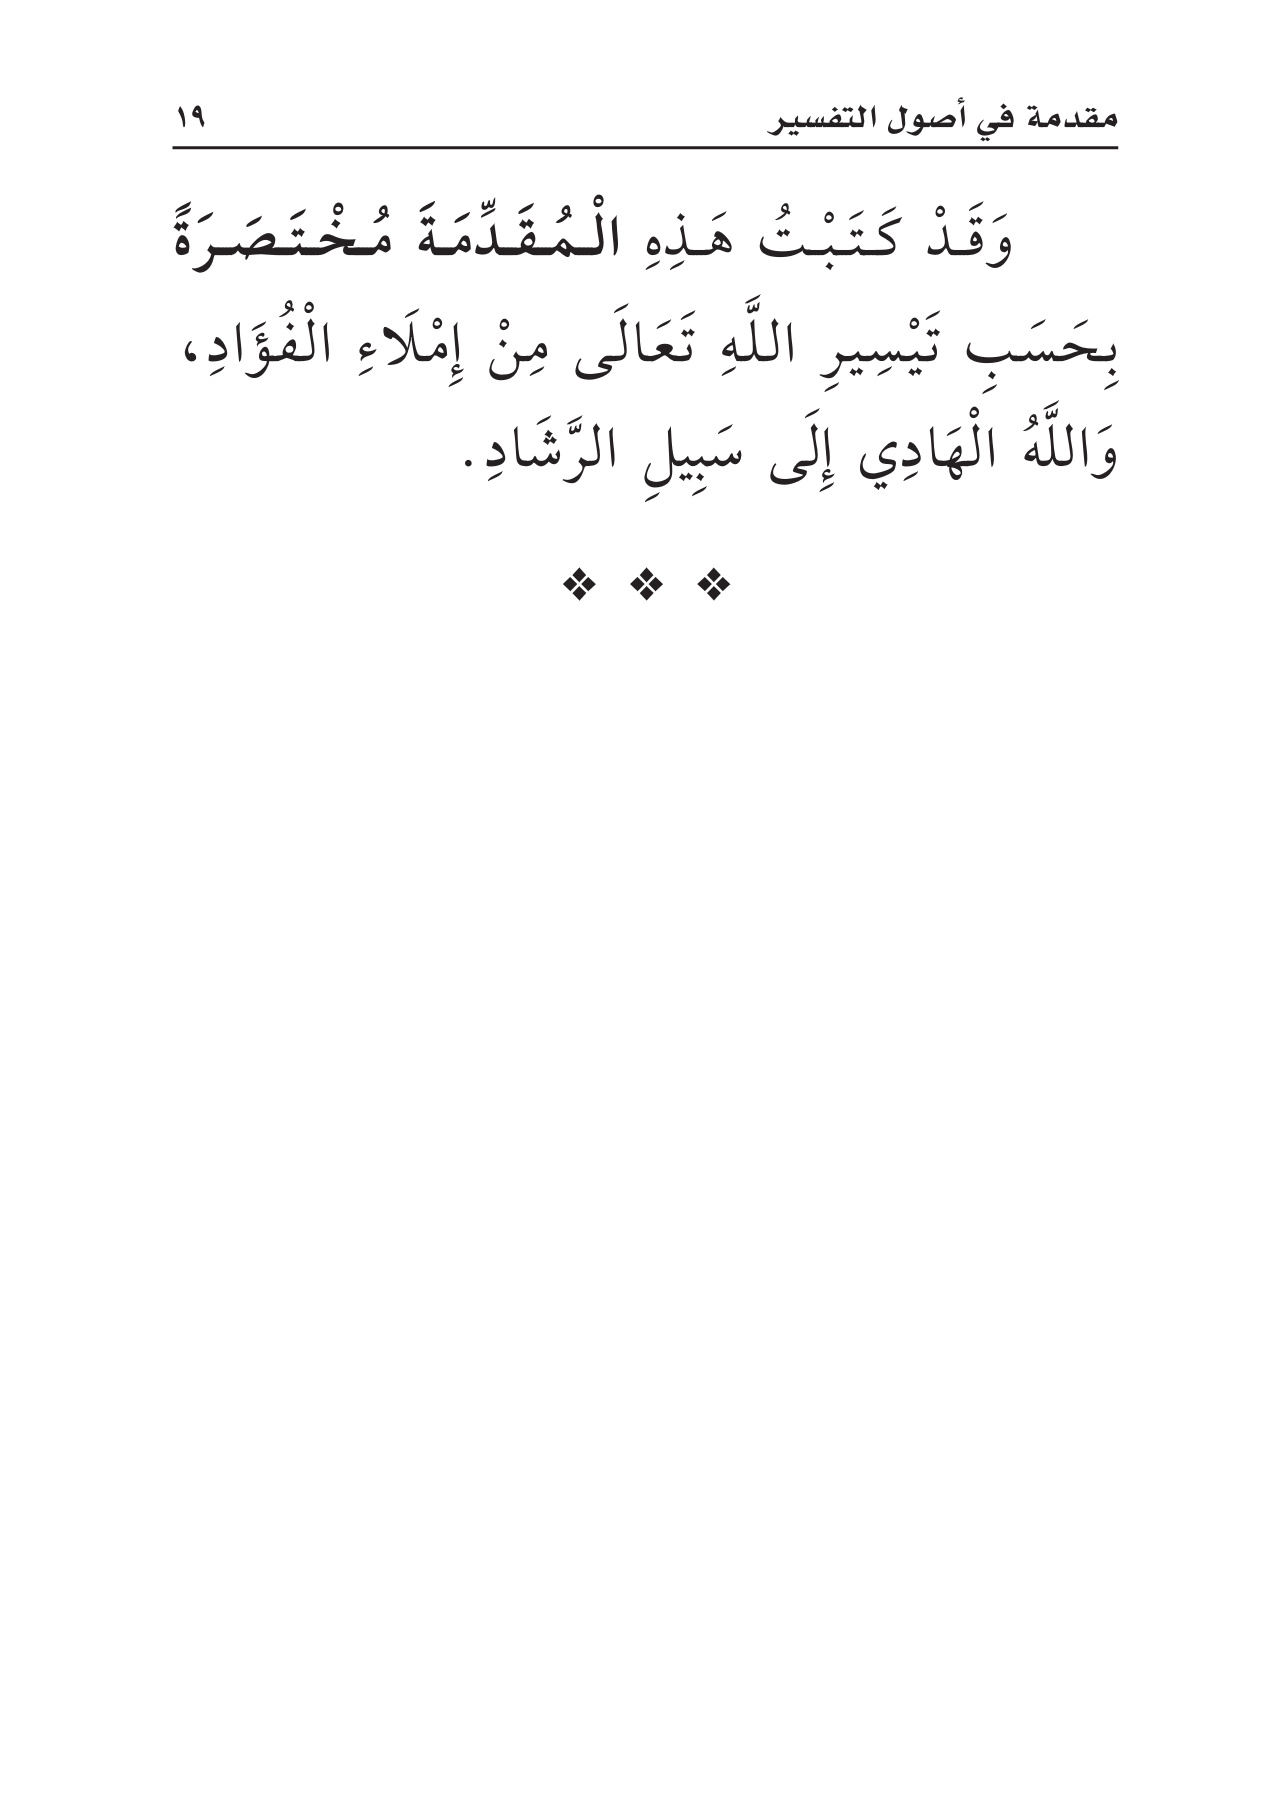 مقدمة في أصول التفسير ١٩
وَقَدْ كَتَبْتُ هَذِهِ الْمُقَدِّمَةَ مُخْتَصَرَةً
بِحَسَبِ تَيْسِيرِ اللَّهِ تَعَالَى مِنْ إِمْلَاءِ الْفُؤَادِ،
وَاللَّهُ الْهَادِي إِلَى سَبِيلِ الرَّشَادِ.